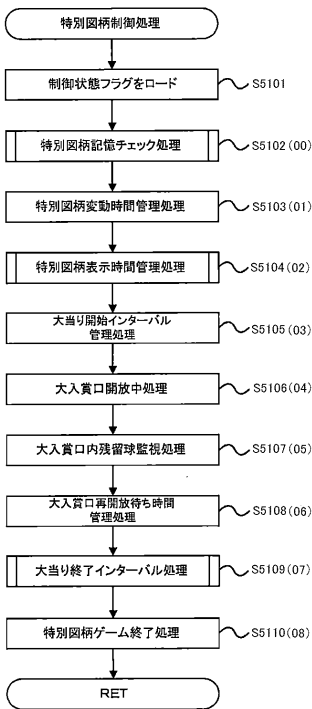 特別図柄制御処理
制御状態フラグをロード
S5101
特別図柄記憶チェック処理
S5102(00)
特別図柄変動時間管理処理
S5103(01)
特別図柄表示時間管理処理
S5104(02)
大当り開始インターバル
管理処理
S5105(03)
大入賞口開放中処理
S5106(04)
大入賞口内残留球監視処理
S5107(05)
大入賞口再開放待ち時間
管理処理
S5108(06)
大当り終了インターバル処理
S5109(07)
特別図柄ゲーム終了処理
S5110(08)
RET